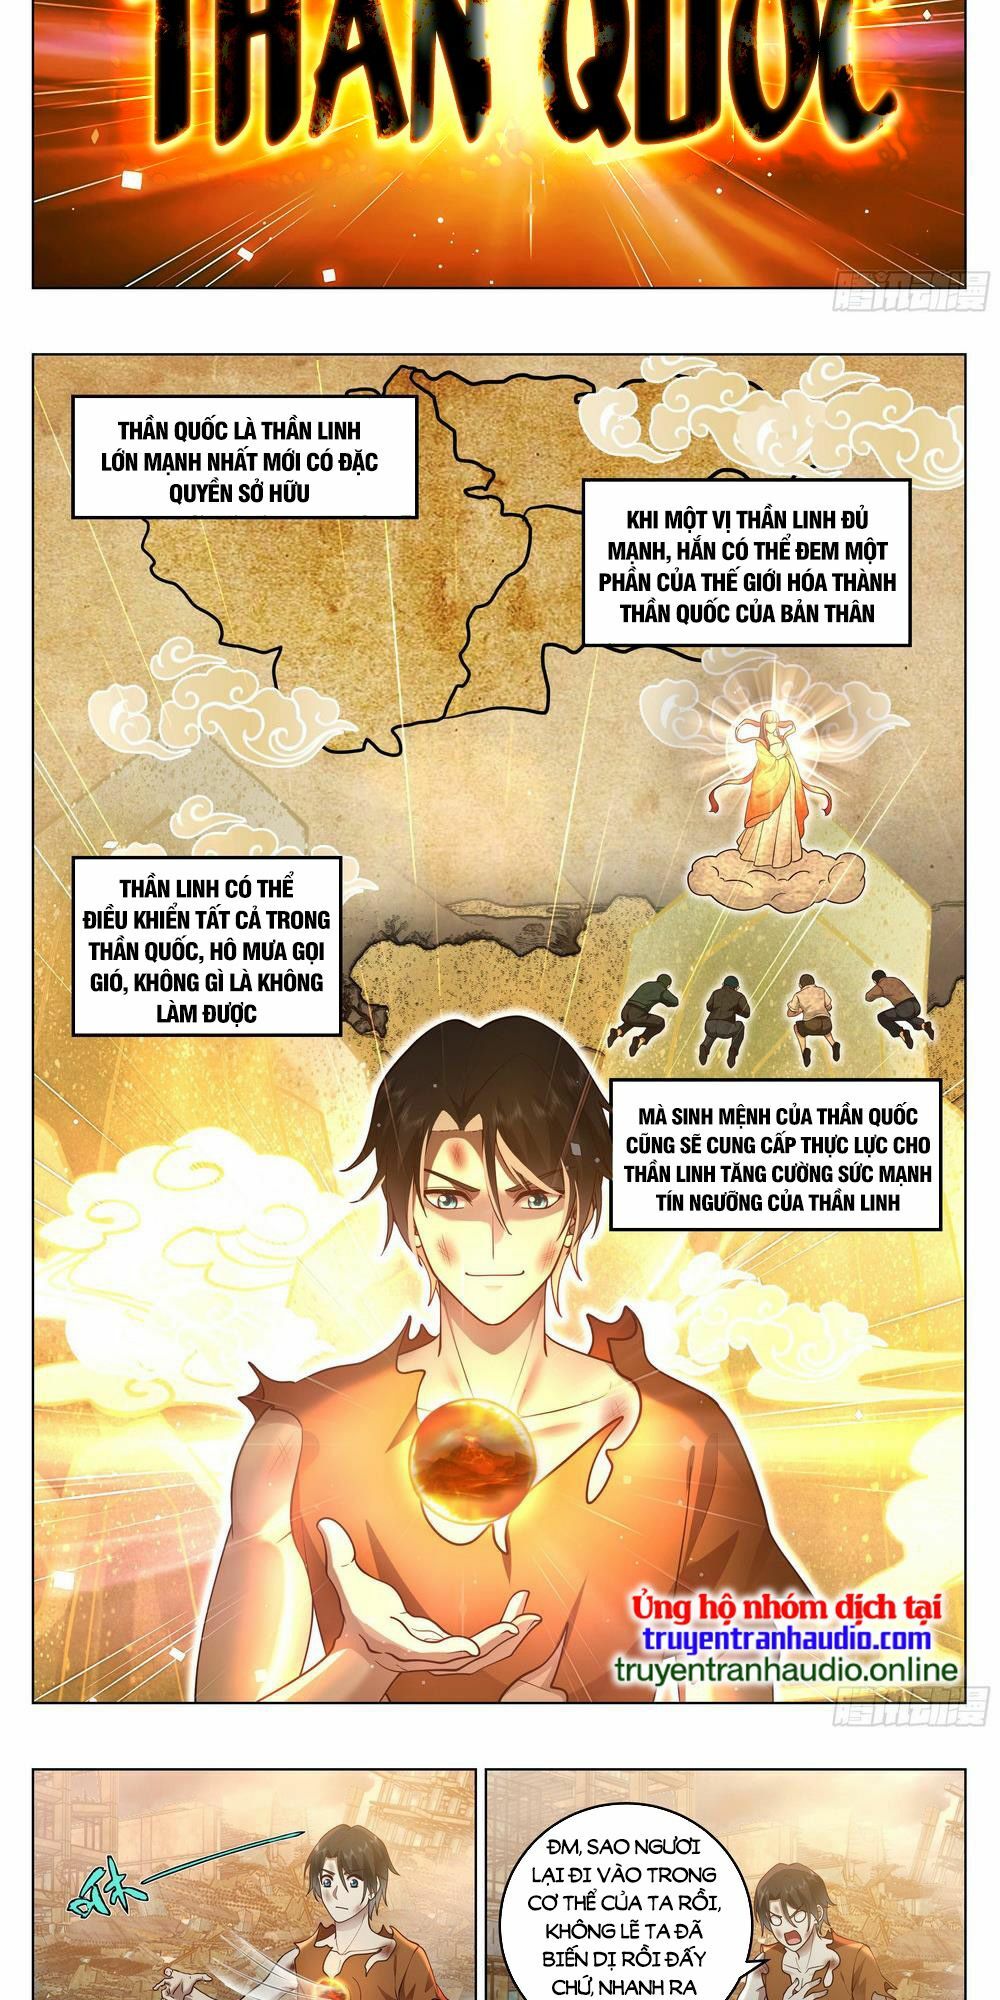 THẦN QUỐC
THẦN QUỐC LÀ THẦN LINH
LỚN MẠNH NHẤT MỚI CÓ ĐẶC
QUYỀN SỞ HỮU
KHI MỘT VỊ THẦN LINH ĐỦ
MẠNH, HẮN CÓ THỂ ĐEM MỘT
PHẦN CỦA THẾ GIỚI HÓA THÀNH
THẦN QUỐC CỦA BẢN THÂN
THẦN LINH CÓ THỂ
ĐIỀU KHIỂN TẤT CẢ TRONG
THẦN QUỐC, HÔ MƯA GỌI
GIÓ, KHÔNG GÌ LÀ KHÔNG
LÀM ĐƯỢC
MÀ SINH MỆNH CỦA THẦN QUỐC
CŨNG SẼ CUNG CẤP THỰC LỰC CHO
THẦN LINH TĂNG CƯỜNG SỨC MẠNH
TÍN NGƯỠNG CỦA THẦN LINH
Ủng hộ nhóm dịch tại
truyentranhaudio.com
truyentranhaudio.online
腾讯动漫
咻
ĐM, SAO NGƯƠI
LẠI ĐI VÀO TRONG
CƠ THỂ CỦA TA RỒI,
KHÔNG LẼ TA ĐÃ
BIẾN DỊ RỒI ĐẤY
CHỨ, NHANH RA